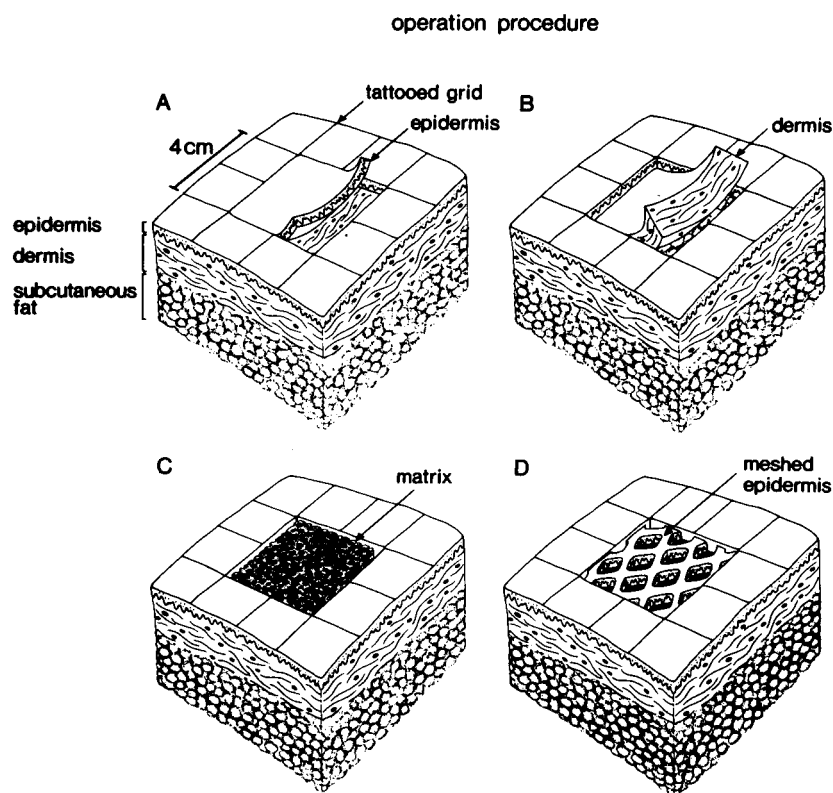 operation procedure
A
tattooed grid
epidermis
4 cm
epidermis
dermis
subcutaneous
fat
B
dermis
C
matrix
D
meshed
epidermis